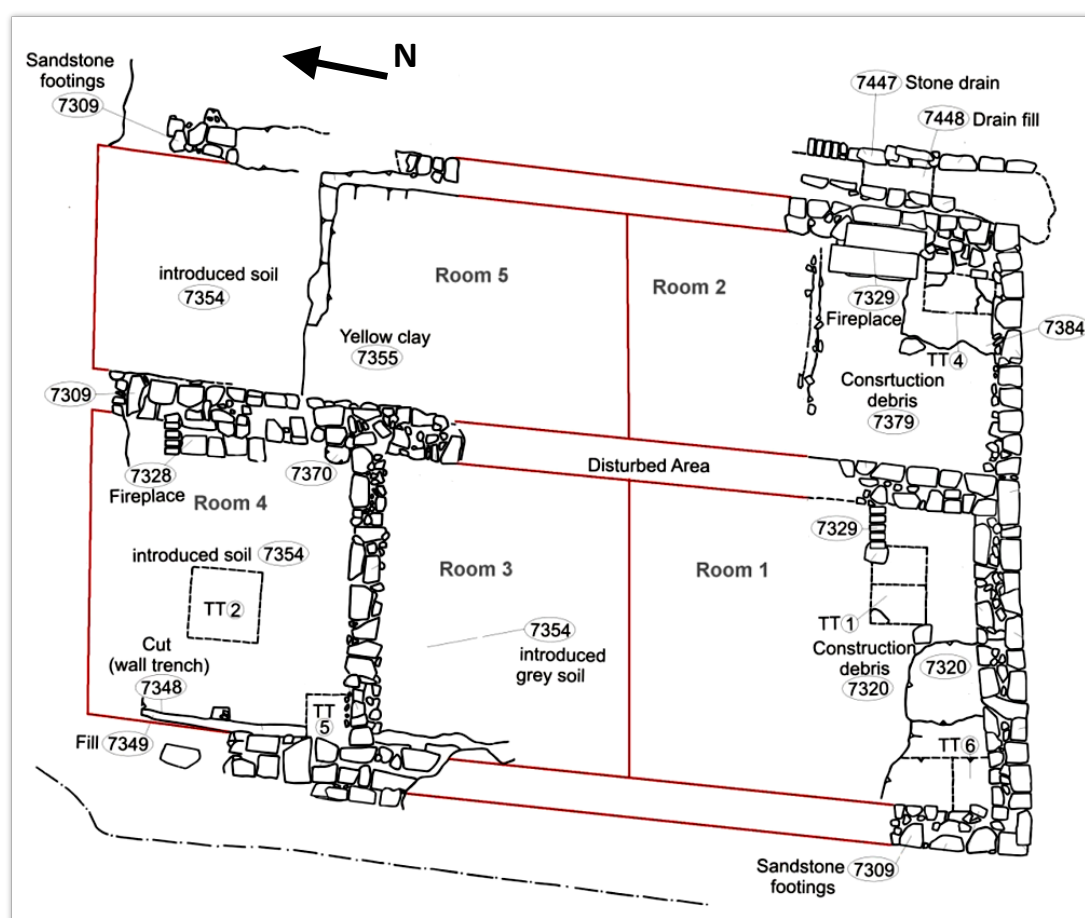 N
Sandstone
footings
7309
7447 Stone drain
7448 Drain fill
introduced soil
7354
Room 5
Room 2
7329
Fireplace
7384
TT 4
Yellow clay
7355
Consrtuction
debris
7379
7309
7328
Fireplace
7370
Disturbed Area
Room 4
7329
introduced soil 7354
Room 3
Room 1
TT 2
TT 1
7354
introduced
grey soil
Cut
(wall trench)
7348
Construction
debris
7320
7320
TT
5
Fill 7349
TT 6
Sandstone
footings
7309